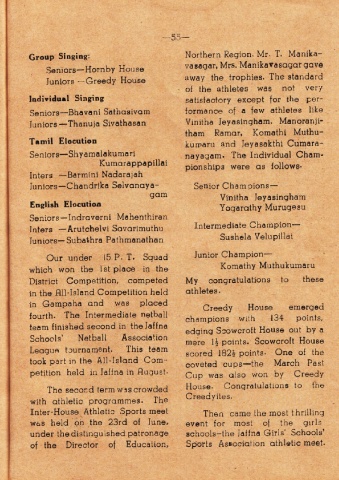 —55—
Group Singing:
Seniors—Hornby House
Juniors —Greedy House
Individual Singing
Seniors—Bhavani Sathasivam
Juniors—Thanuja Sivathasan
Tamil Elocution
Seniors—Shyamalakumari
Kumarappapillai
Inters —Barmini Nadarajah
Juniors—Chandrika Selvanaya-
gam
English Elocution
Seniors—Indraverni Mahenthiran
Inters —Arutchelvi Savarimuthu
Juniors—Subathra Pathmanathan
Our under 15 P. T. Squad
which won the 1st place in the
District Competition, competed
in the All-Island Competition held
in Gampaha and was placed
fourth. The Intermediate netball
team finished second in the Jaffna
Schools' Netball Association
League tournament. This team
took part in the All-Island Com-
petition held in Jaffna in August.
The second term was crowded
with athletic programmes. The
Inter-House Athletic Sports meet
was held on the 23rd of June,
under the distinguished patronage
of the Director of Education,
Northern Region. Mr. T. Manika-
vasagar, Mrs. Manikavasagar gave
away the trophies. The standard
of the athletes was not very
satisfactory except for the per-
formance of a few athletes like
Vinitha Jeyasingham, Manoranji-
tham Ramar, Komathi Muthu-
kumaru and Jeyasakthi Cumara-
nayagam. The Individual Cham-
pionships were as follows-
Senior Champions—
Vinitha Jeyasingham
Yogarathy Murugesu
Intermediate Champion—
Susheela Velupillai
Junior Champion—
Komathy Muthukumaru
My congratulations to these
athletes.
Creedy House emerged
champions with 134 points,
edging Scowcroft House out by a
mere 1½ points. Scowcroft House
scored 182½ points. One of the
coveted cups—the March Past
Cup was also won by Creedy
House. Congratulations to the
Creedyites.
Then came the most thrilling
event for most of the girls
schools—the Jaffna Girls' Schools'
Sports Association athletic meet.